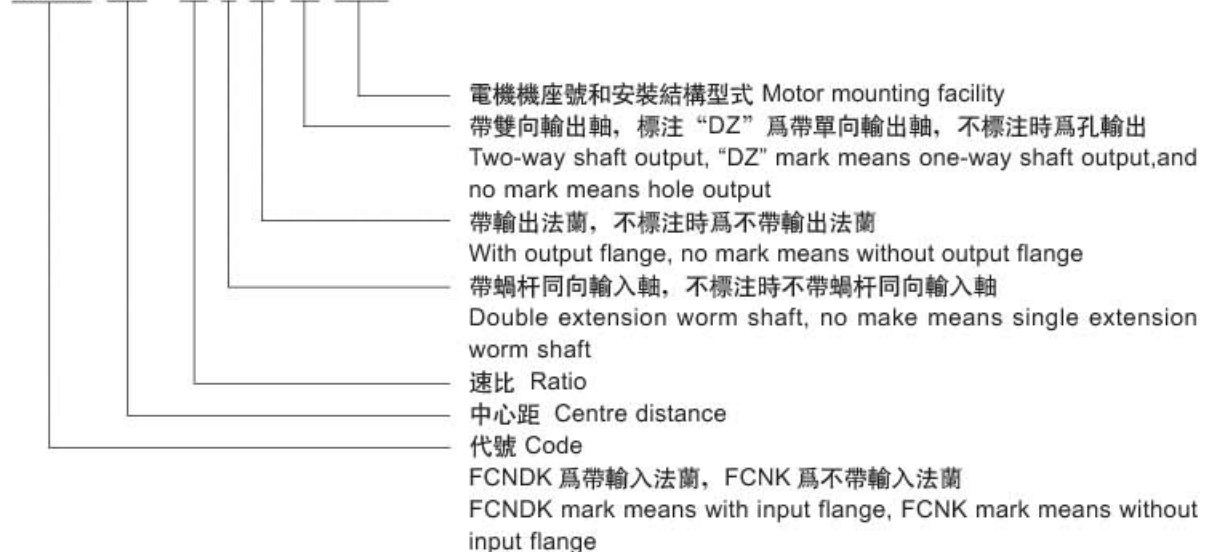 電機機座號和安裝結構型式 Motor mounting facility
帶雙向輸出軸，標注“DZ”爲帶單向輸出軸，不標注時爲孔輸出
Two-way shaft output, “DZ” mark means one-way shaft output,and
no mark means hole output
帶輸出法蘭，不標注時爲不帶輸出法蘭
With output flange, no mark means without output flange
帶蝸杆同向輸入軸，不標注時不帶蝸杆同向輸入軸
Double extension worm shaft, no make means single extension
worm shaft
速比 Ratio
中心距 Centre distance
代號 Code
FCNDK 爲帶輸入法蘭，FCNK 爲不帶輸入法蘭
FCNDK mark means with input flange, FCNK mark means without
input flange